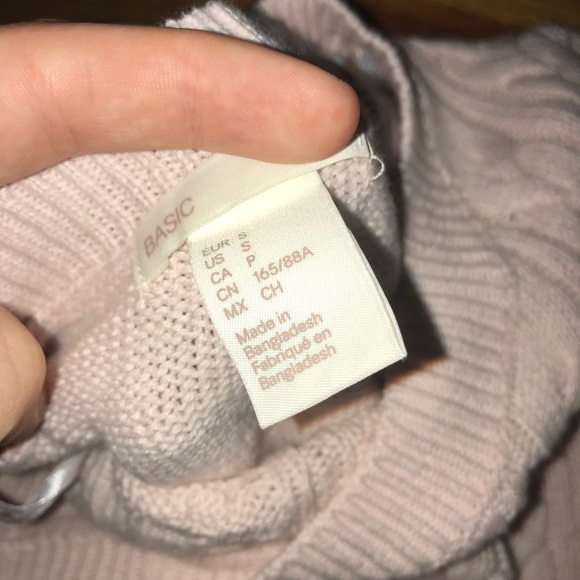 BASIC
EUR S
US S
CA P
CN 165/88A
MX CH
Made in
Bangladesh
Fabriqué en
Bangladesh